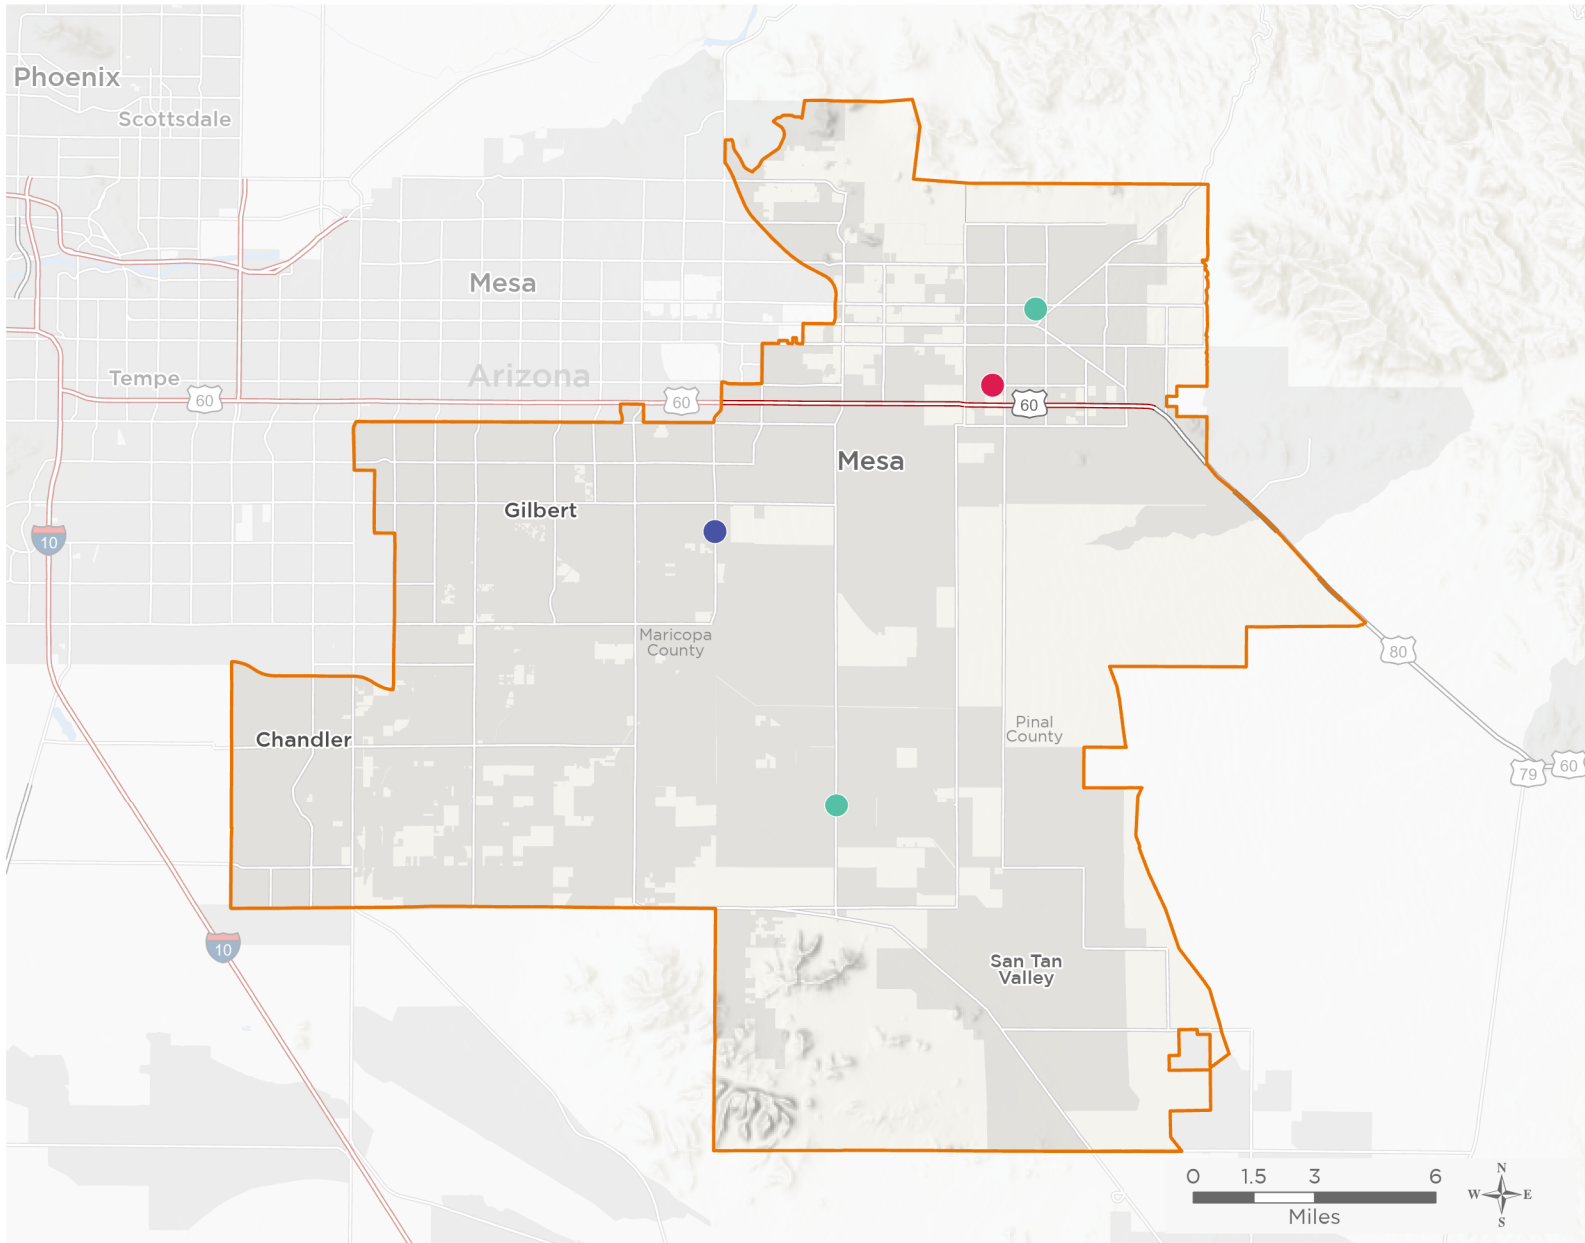 Phoenix
Scottsdale
Mesa
Arizona
Tempe
60
60
60
Mesa
Gilbert
10
Maricopa
County
80
Pinal
County
Chandler
79
60
10
San Tan
Valley
0 1.5 3 6
Miles
N
W E
S